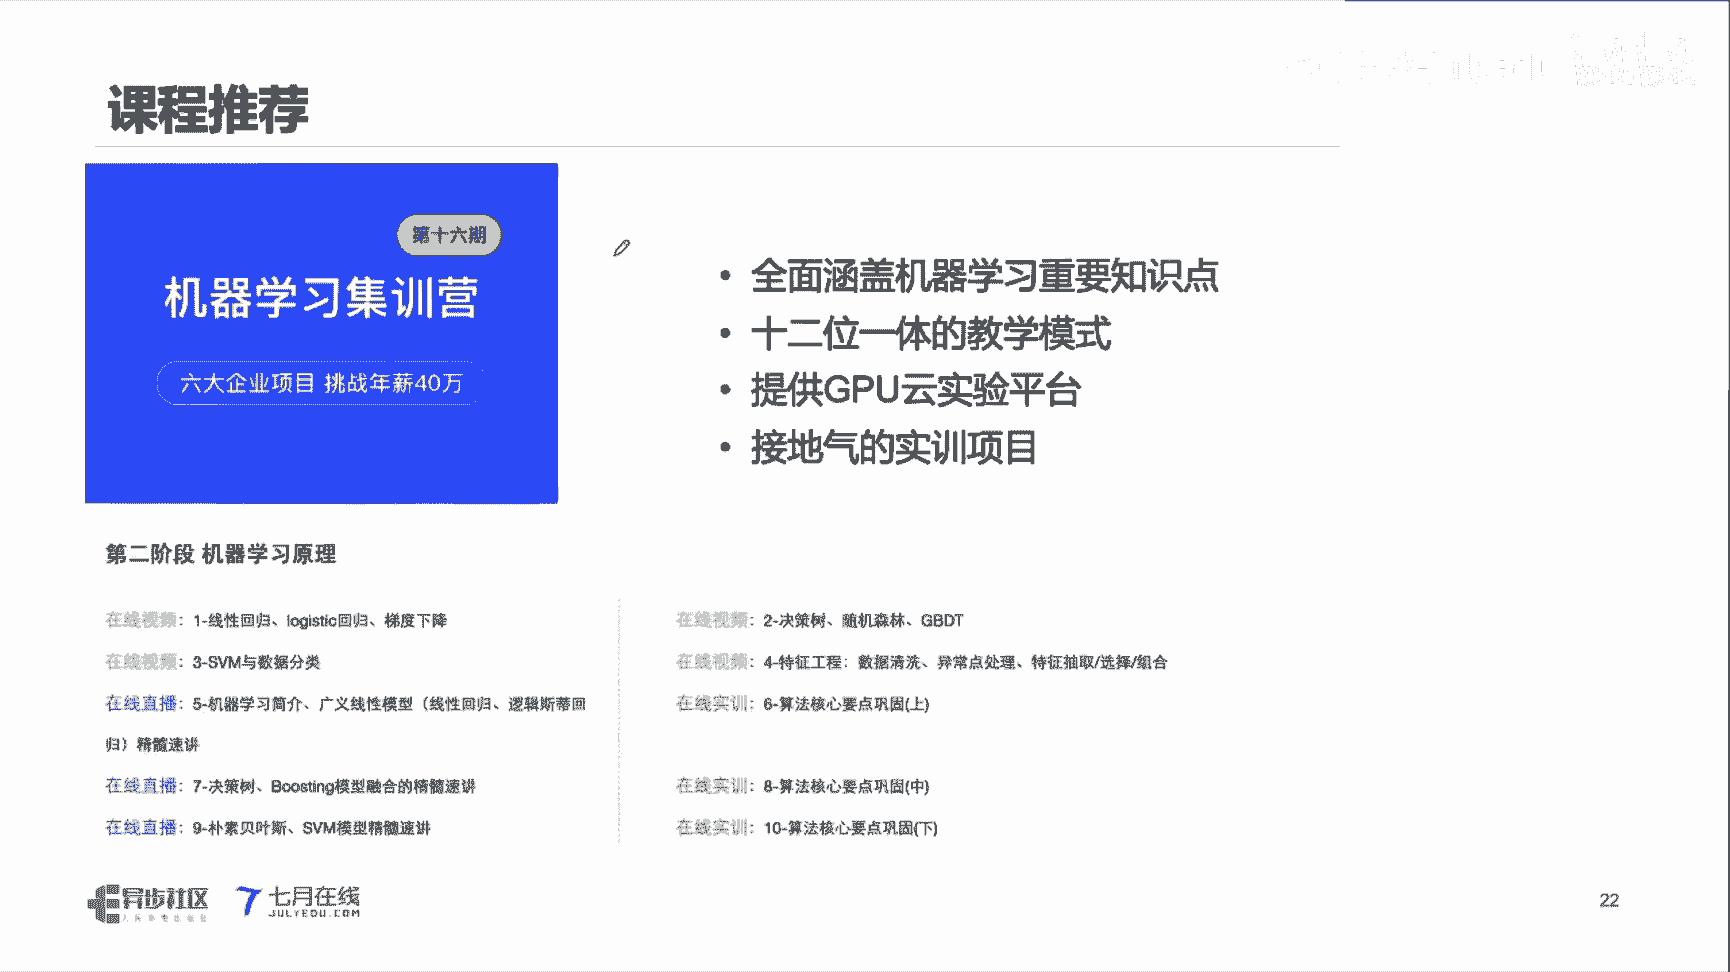 课程推荐
第十六期
机器学习集训营
六大企业项目 挑战年薪40万
• 全面涵盖机器学习重要知识点
• 十二位一体的教学模式
• 提供GPU云实验平台
• 接地气的实训项目
第二阶段 机器学习原理
在线视频：1-线性回归、logistic回归、梯度下降
在线视频：2-决策树、随机森林、GBDT
在线视频：3-SVM与数据分类
在线视频：4-特征工程：数据清洗、异常点处理、特征抽取/选择/组合
在线直播：5-机器学习简介、广义线性模型（线性回归、逻辑斯蒂回
归）精髓速讲
在线实训：6-算法核心要点巩固(上)
在线直播：7-决策树、Boosting模型融合的精髓速讲
在线实训：8-算法核心要点巩固(中)
在线直播：9-朴素贝叶斯、SVM模型精髓速讲
在线实训：10-算法核心要点巩固(下)
异步社区
七月在线
JULYEDU.COM
22